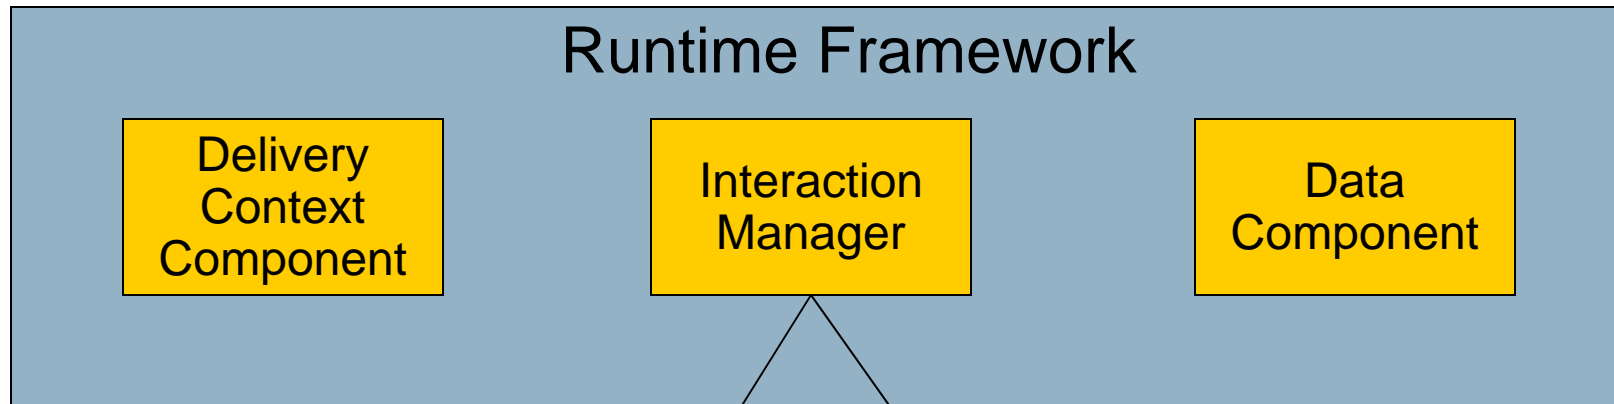 Runtime Framework
Delivery
Context
Component
Interaction
Manager
Data
Component